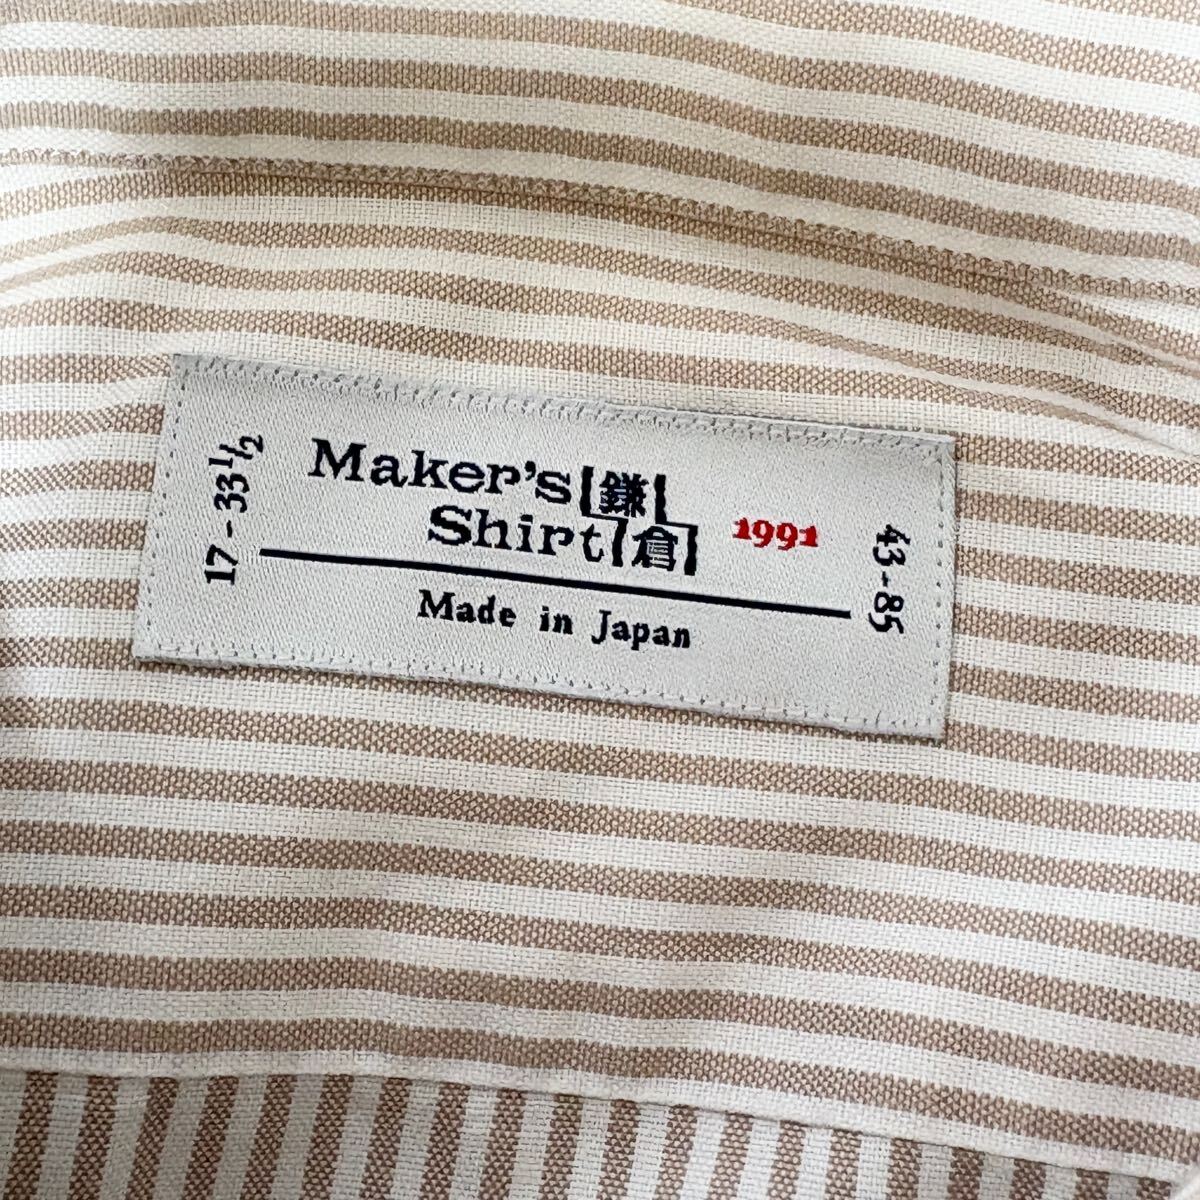 17-33 1/2
Maker's 鎌
Shirt 倉
1991
Made in Japan
43-85